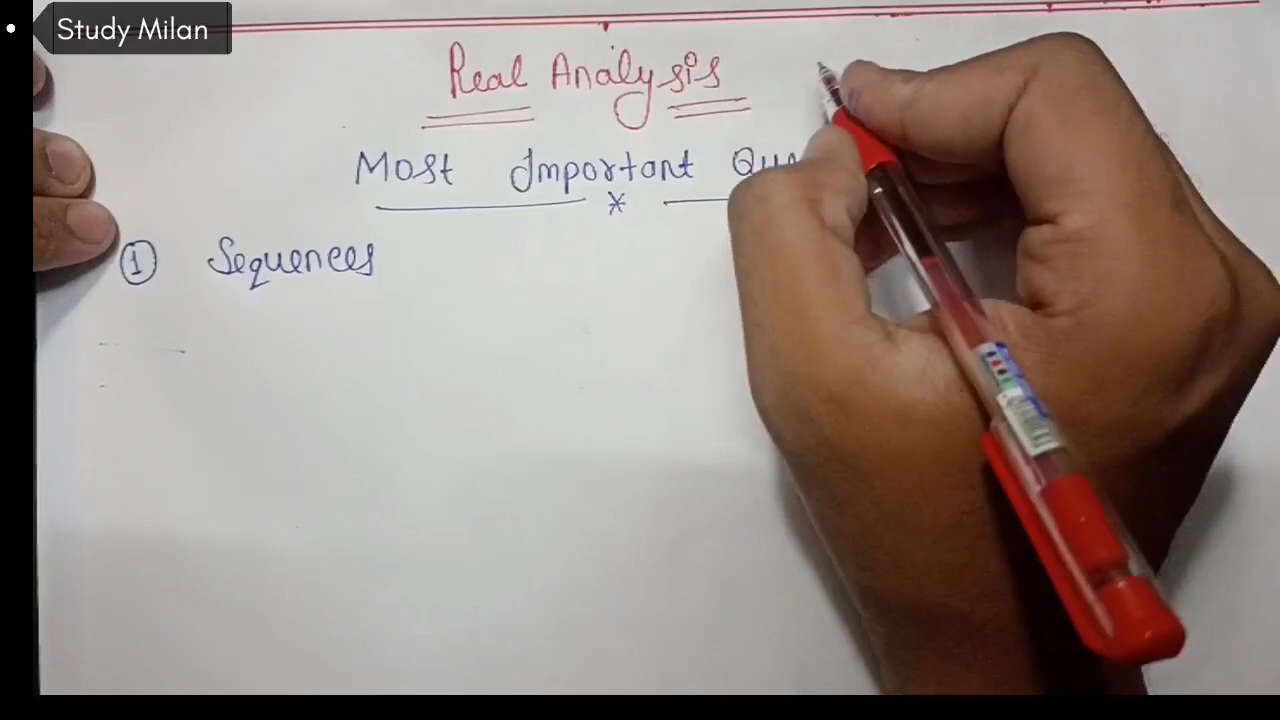 Study Milan
Real Analysis
Most Important
*
① Sequences